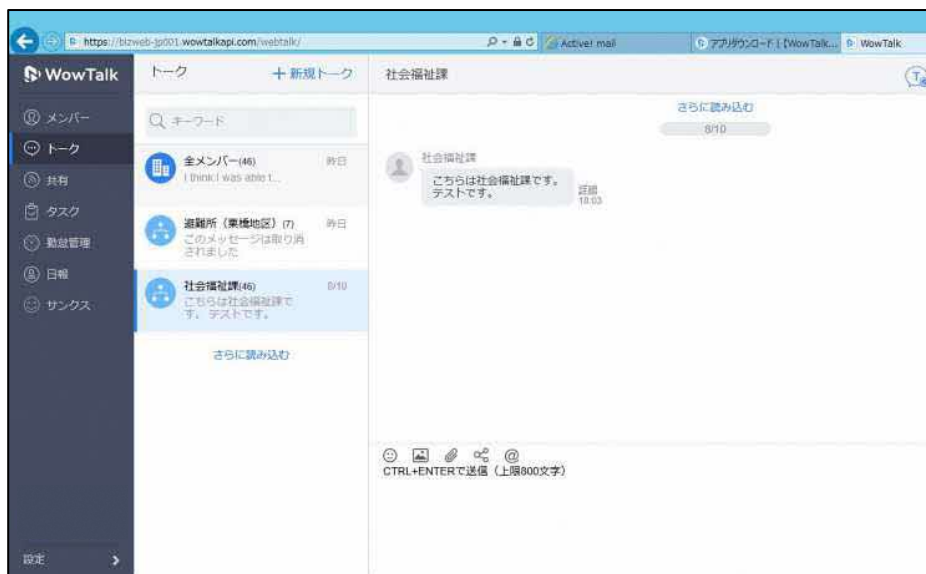 https://bizweb-jp001.wowtalkapi.com/webtalk/
Active! mail
アプリダウンロード | 【WowTalk...
WowTalk
WowTalk
メンバー
トーク
共有
タスク
勤怠管理
日報
サンクス
設定
トーク
+ 新規トーク
キーワード
全メンバー(46)
昨日
I think I was able t...
避難所（栗橋地区）(7)
昨日
このメッセージは取り消
されました
社会福祉課(46)
8/10
こちらは社会福祉課で
す。 テストです。
さらに読み込む
社会福祉課
さらに読み込む
8/10
社会福祉課
こちらは社会福祉課です。
テストです。
詳細
18:03
CTRL+ENTERで送信（上限800文字）